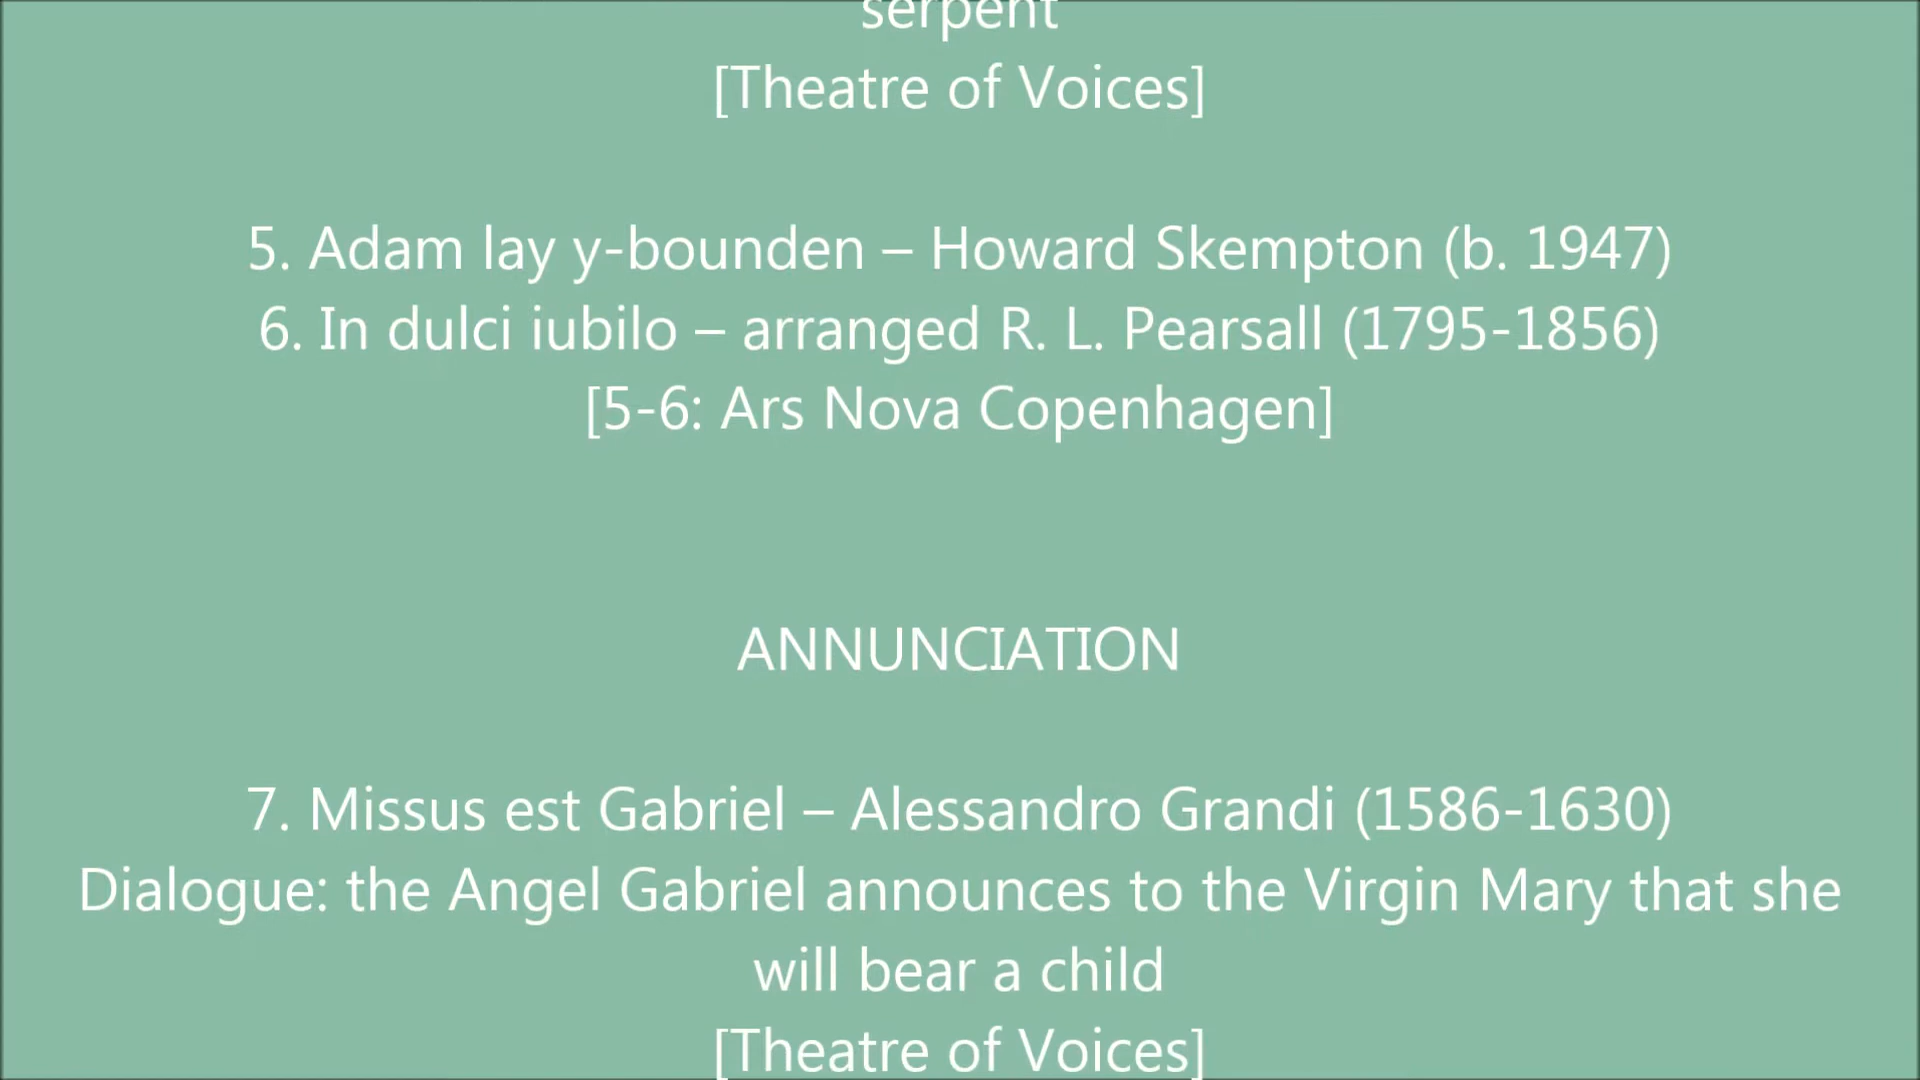 serpent
[Theatre of Voices]
5. Adam lay y-bounden – Howard Skempton (b. 1947)
6. In dulci iubilo – arranged R. L. Pearsall (1795-1856)
[5-6: Ars Nova Copenhagen]
ANNUNCIATION
7. Missus est Gabriel – Alessandro Grandi (1586-1630)
Dialogue: the Angel Gabriel announces to the Virgin Mary that she
will bear a child
[Theatre of Voices]